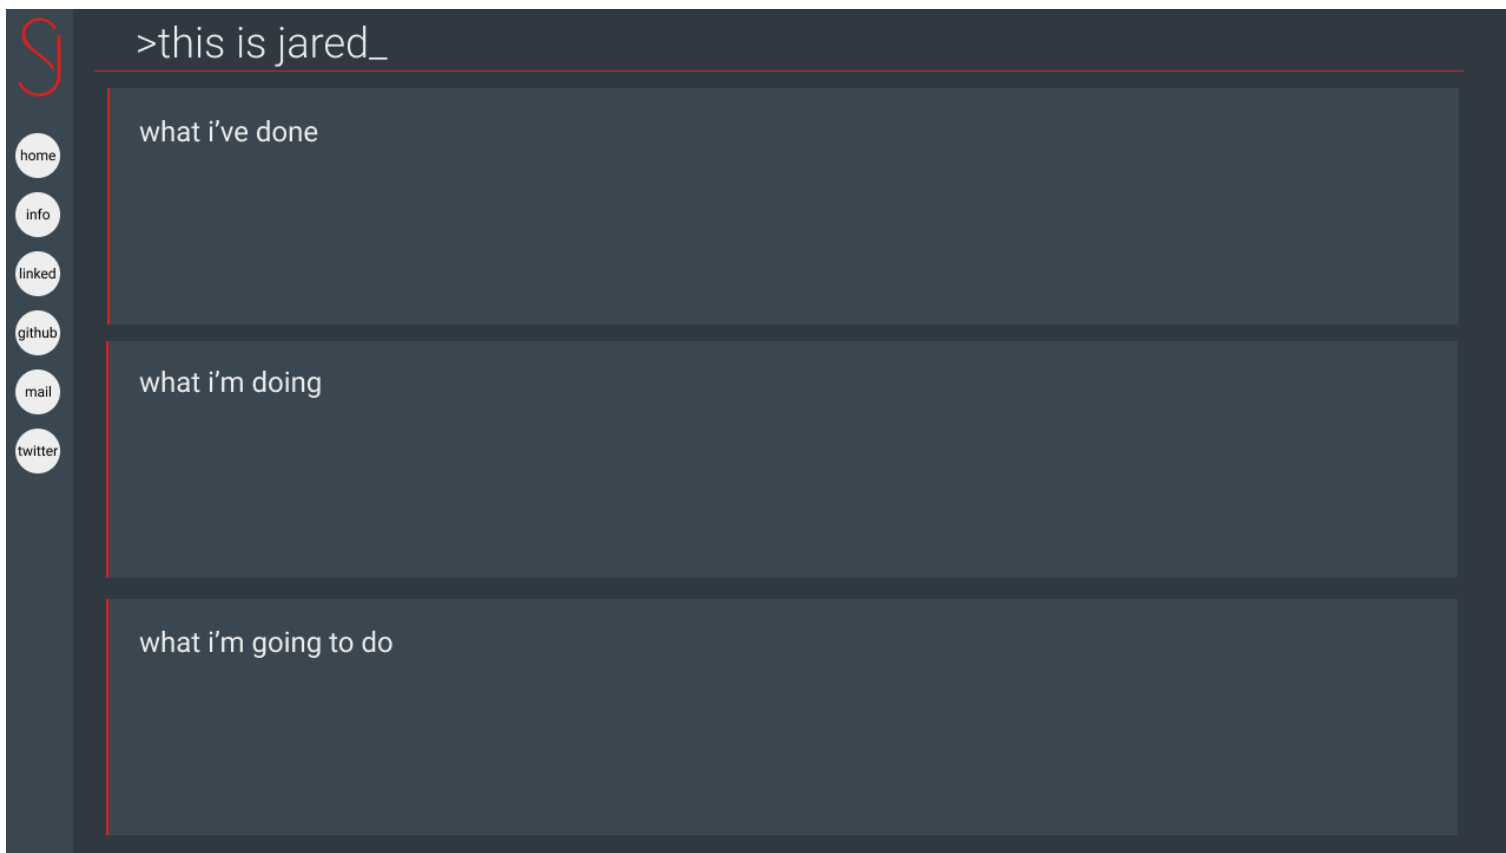 >this is jared_
home
info
linked
github
mail
twitter
what i’ve done
what i’m doing
what i’m going to do